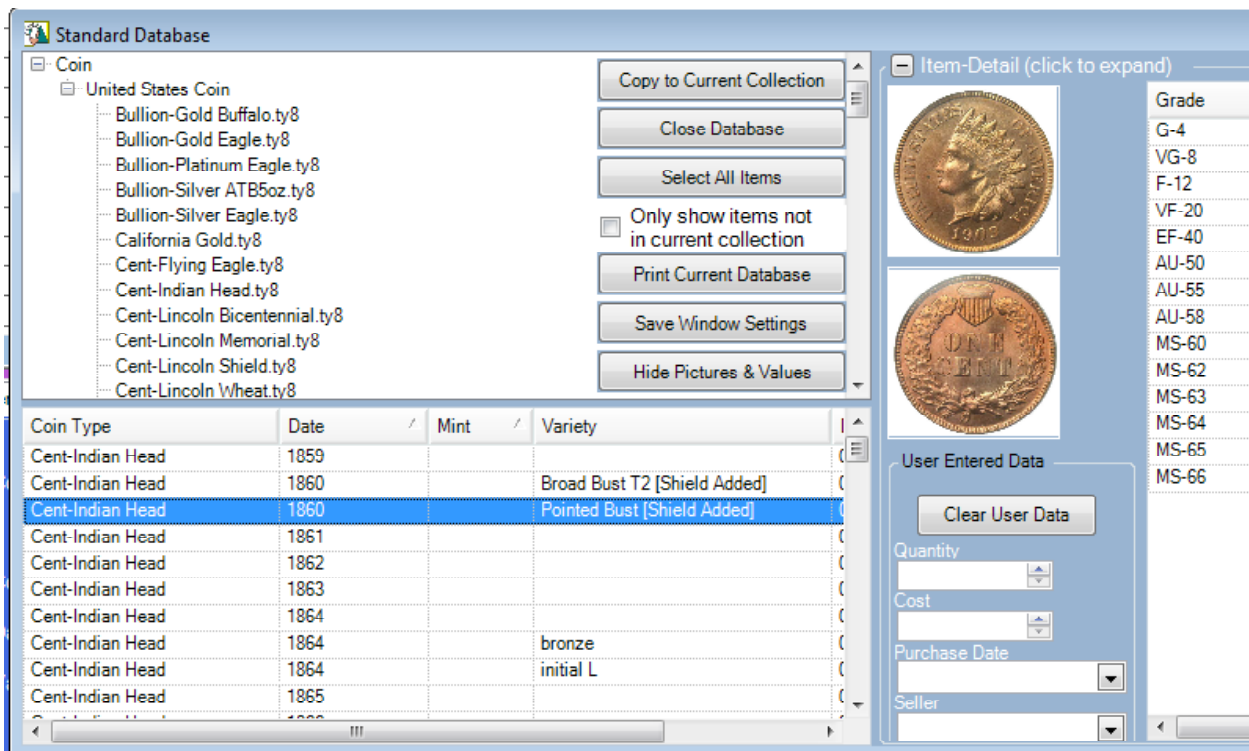 Standard Database
Coin
United States Coin
Bullion-Gold Buffalo.ty8
Bullion-Gold Eagle.ty8
Bullion-Platinum Eagle.ty8
Bullion-Silver ATB5oz.ty8
Bullion-Silver Eagle.ty8
California Gold.ty8
Cent-Flying Eagle.ty8
Cent-Indian Head.ty8
Cent-Lincoln Bicentennial.ty8
Cent-Lincoln Memorial.ty8
Cent-Lincoln Shield.ty8
Cent-Lincoln Wheat.ty8
Copy to Current Collection
Close Database
Select All Items
Only show items not
in current collection
Print Current Database
Save Window Settings
Hide Pictures & Values
Coin Type Date Mint Variety
Cent-Indian Head 1859
Cent-Indian Head 1860 Broad Bust T2 [Shield Added]
Cent-Indian Head 1860 Pointed Bust [Shield Added]
Cent-Indian Head 1861
Cent-Indian Head 1862
Cent-Indian Head 1863
Cent-Indian Head 1864
Cent-Indian Head 1864 bronze
Cent-Indian Head 1864 initial L
Cent-Indian Head 1865
Item-Detail (click to expand)
UNITED STATES OF AMERICA
1909
ONE
CENT
User Entered Data
Clear User Data
Quantity
Cost
Purchase Date
Seller
Grade
G-4
VG-8
F-12
VF-20
EF-40
AU-50
AU-55
AU-58
MS-60
MS-62
MS-63
MS-64
MS-65
MS-66